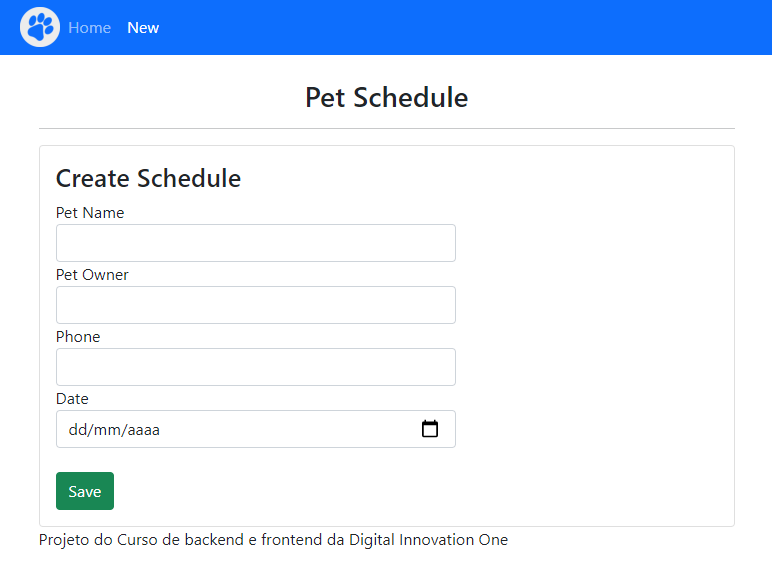 Home New
Pet Schedule
Create Schedule
Pet Name
Pet Owner
Phone
Date
dd/mm/aaaa
Save
Projeto do Curso de backend e frontend da Digital Innovation One